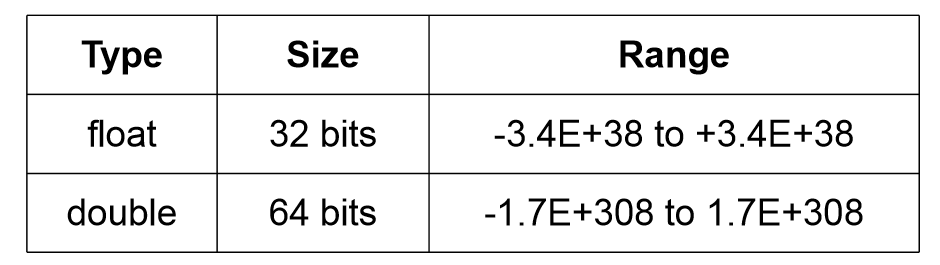 Type Size Range
float 32 bits -3.4E+38 to +3.4E+38
double 64 bits -1.7E+308 to 1.7E+308